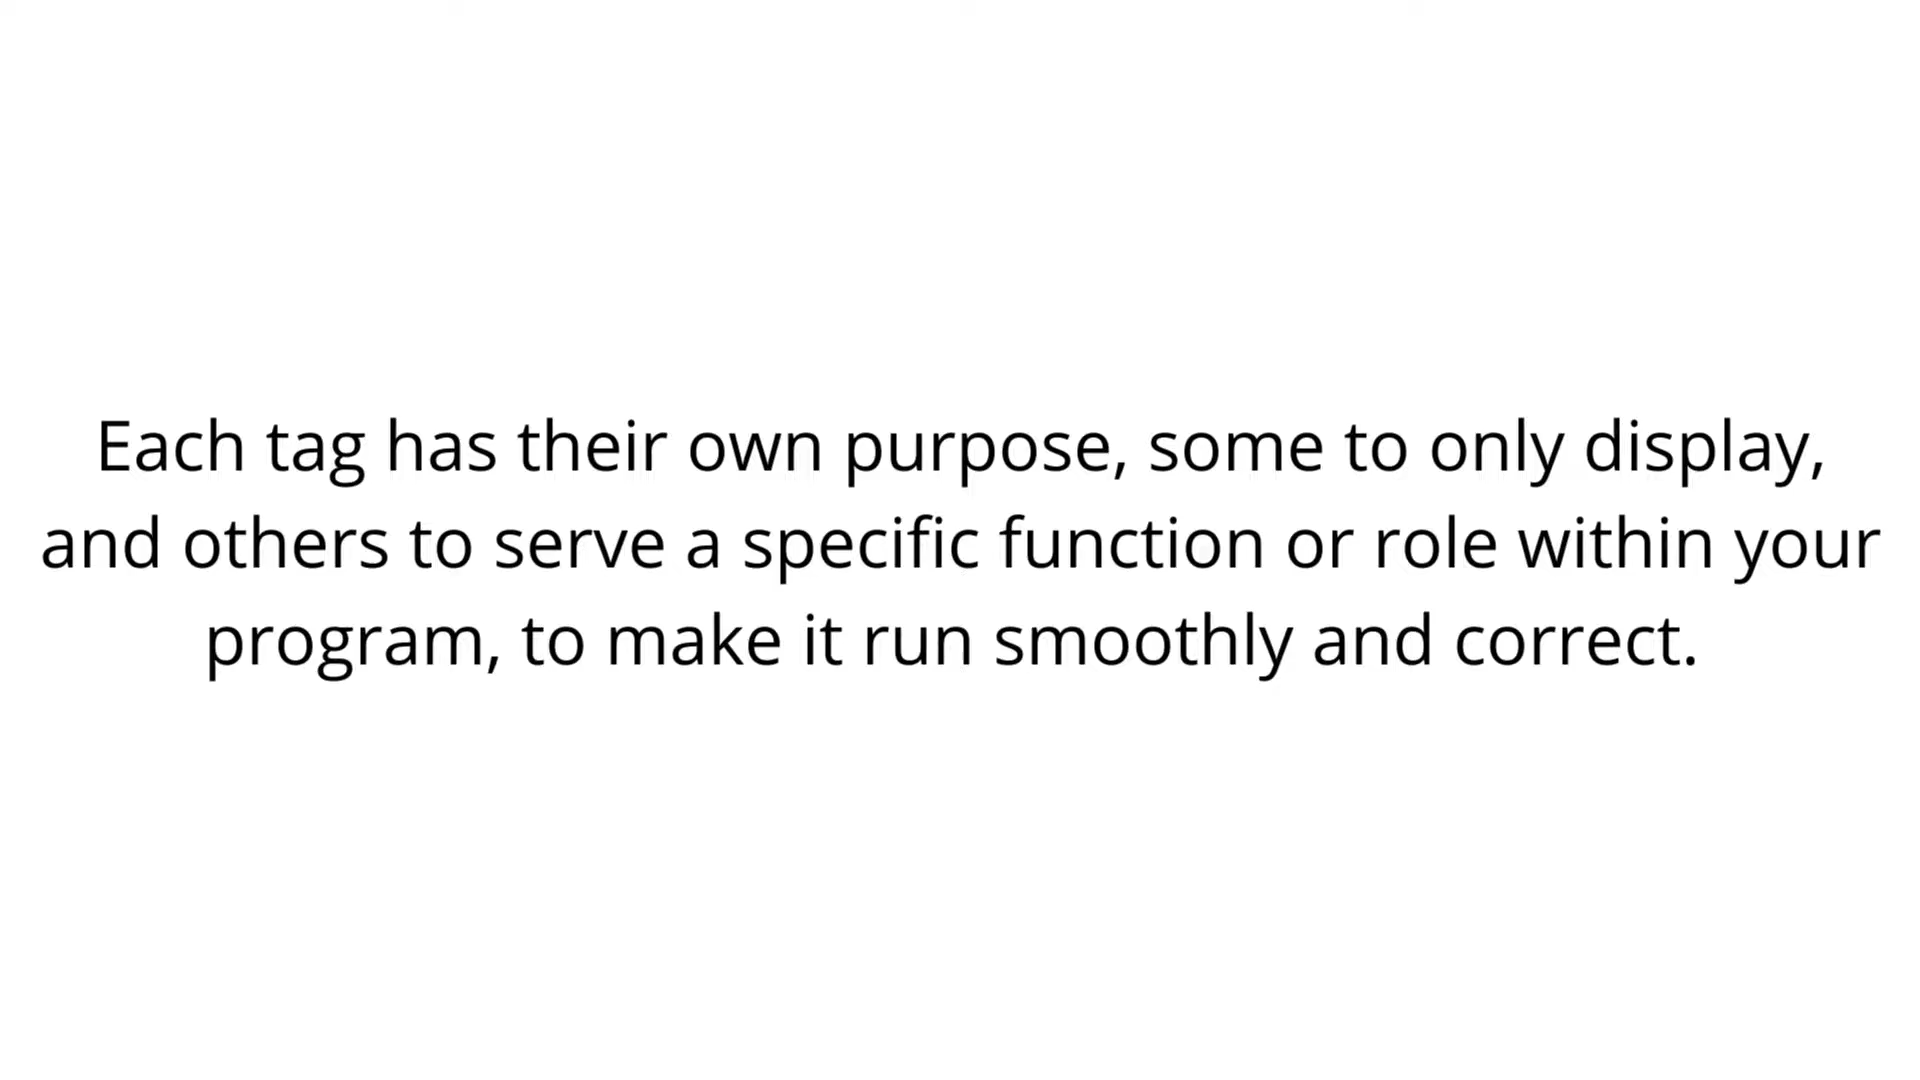 Each tag has their own purpose, some to only display,
and others to serve a specific function or role within your
program, to make it run smoothly and correct.